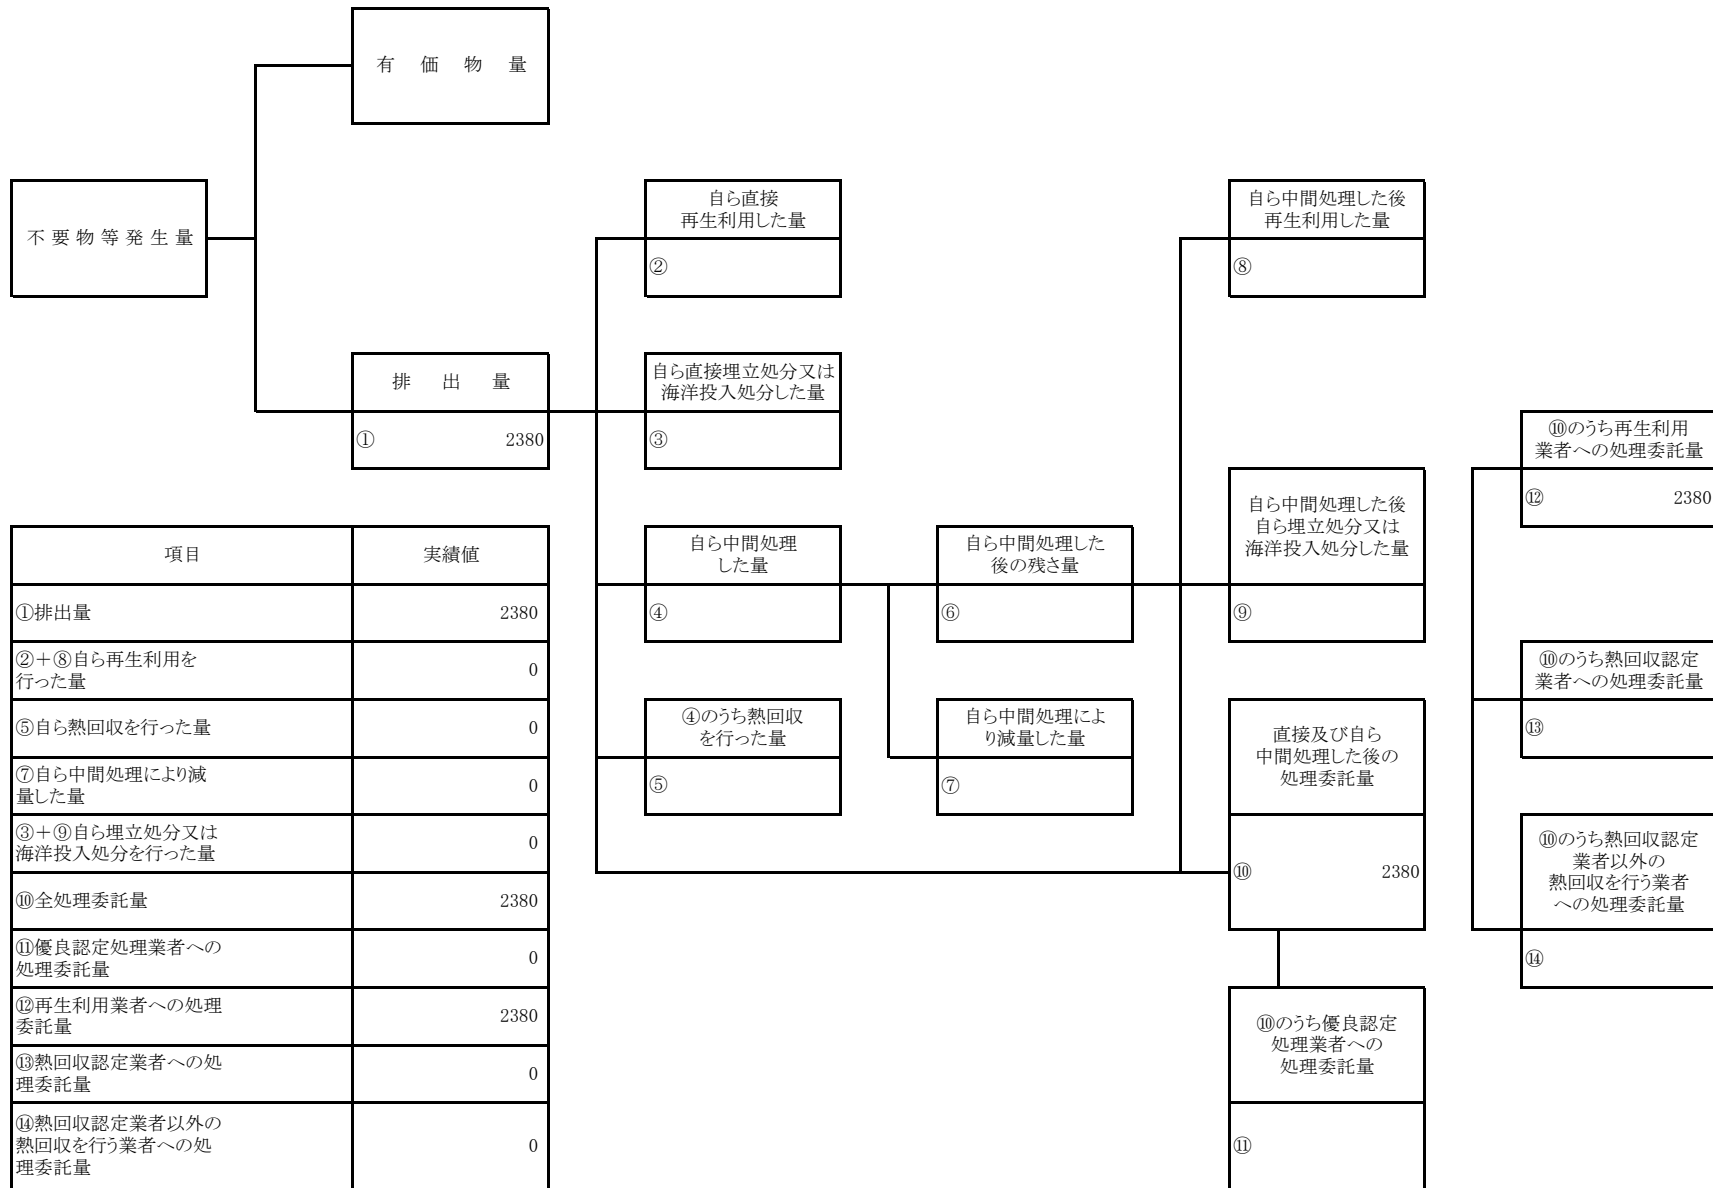 有価物量
不要物等発生量
自ら直接
再生利用した量
②
自ら中間処理した後
再生利用した量
⑧
排出量
① 2380
自ら直接埋立処分又は
海洋投入処分した量
③
⑩のうち再生利用
業者への処理委託量
⑫ 2380
自ら中間処理した後
自ら埋立処分又は
海洋投入処分した量
⑨
自ら中間処理
した量
④
自ら中間処理した
後の残さ量
⑥
⑩のうち熱回収認定
業者への処理委託量
⑬
④のうち熱回収
を行った量
⑤
自ら中間処理によ
り減量した量
⑦
直接及び自ら
中間処理した後の
処理委託量
⑩ 2380
⑩のうち熱回収認定
業者以外の
熱回収を行う業者
への処理委託量
⑭
⑩のうち優良認定
処理業者への
処理委託量
⑪
項目 実績値
①排出量 2380
②+⑧自ら再生利用を
行った量 0
⑤自ら熱回収を行った量 0
⑦自ら中間処理により減
量した量 0
③+⑨自ら埋立処分又は
海洋投入処分を行った量 0
⑩全処理委託量 2380
⑪優良認定処理業者への
処理委託量 0
⑫再生利用業者への処理
委託量 2380
⑬熱回収認定業者への処
理委託量 0
⑭熱回収認定業者以外の
熱回収を行う業者への処
理委託量 0